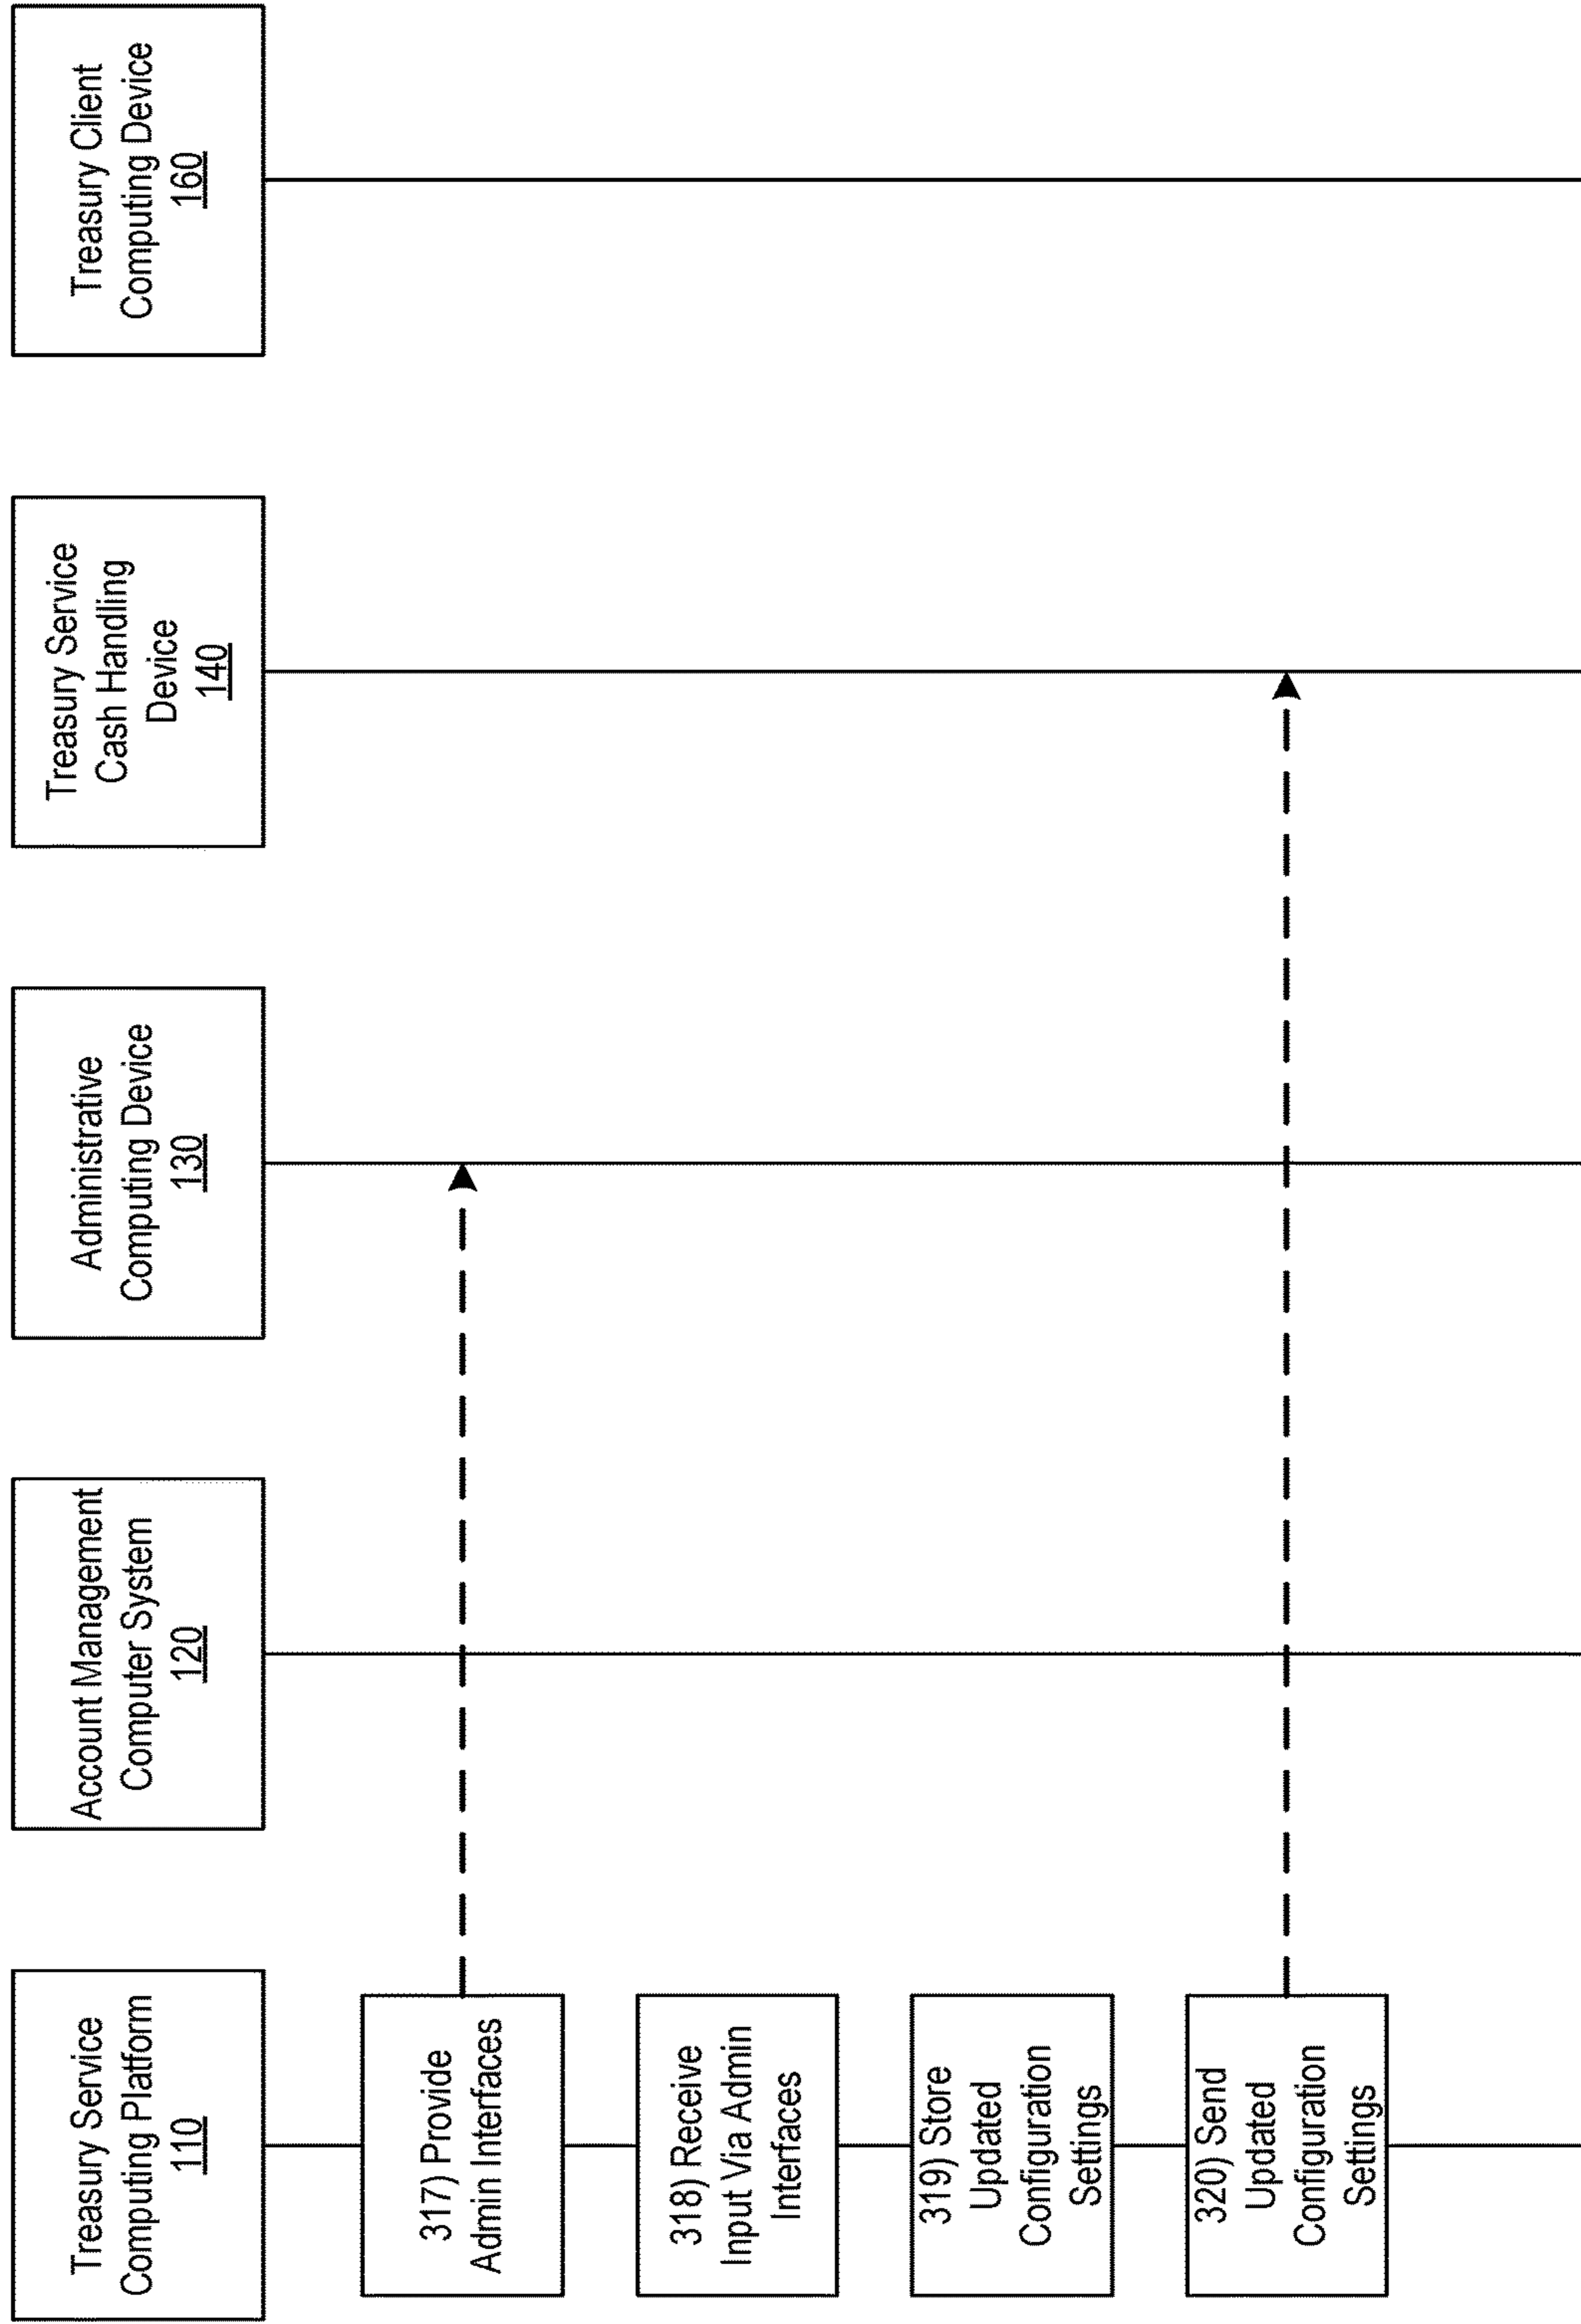 Treasury Service
Computing Platform
110
Account Management
Computer System
120
Administrative
Computing Device
130
Treasury Service
Cash Handling
Device
140
Treasury Client
Computing Device
160
317) Provide
Admin Interfaces
318) Receive
Input Via Admin
Interfaces
319) Store
Updated
Configuration
Settings
320) Send
Updated
Configuration
Settings